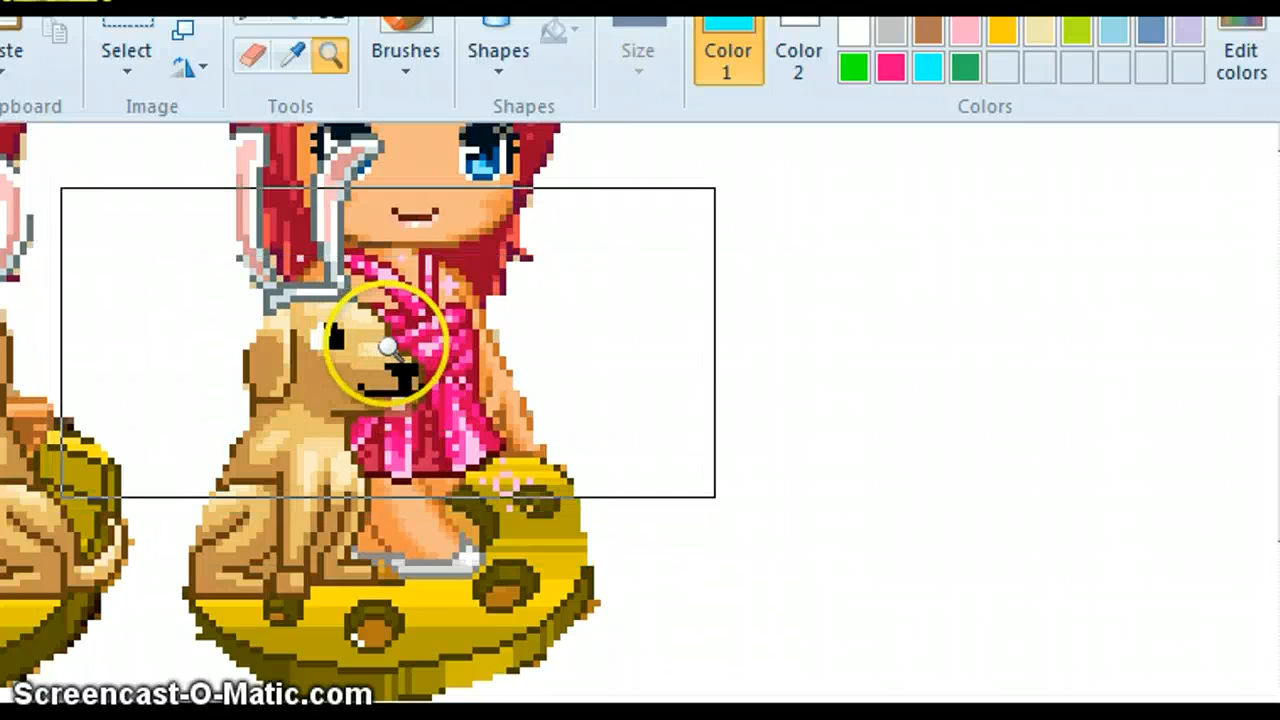 ste
Select
Brushes
Shapes
Size
Color
1
Color
2
Edit
colors
pboard
Image
Tools
Shapes
Colors
Screencast-O-Matic.com